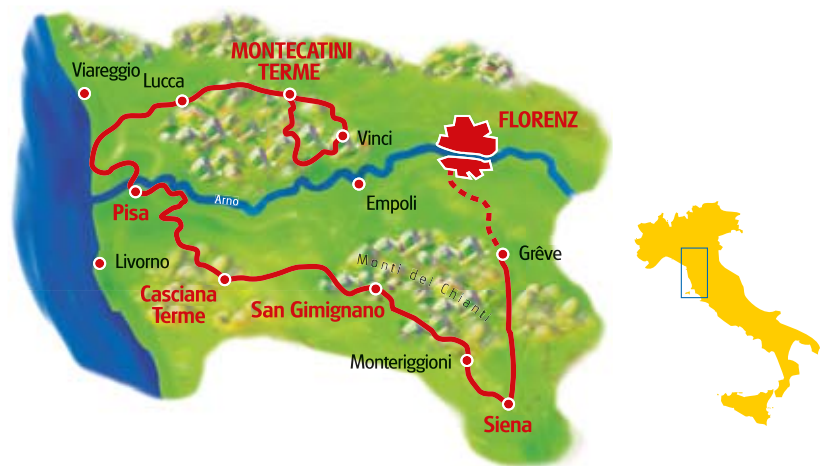 MONTECATINI
TERME
Viareggio
Lucca
FLORENZ
Vinci
Arno
Empoli
Pisa
Livorno
Grêve
Monti dei Chianti
Casciana
Terme
San Gimignano
Monteriggioni
Siena